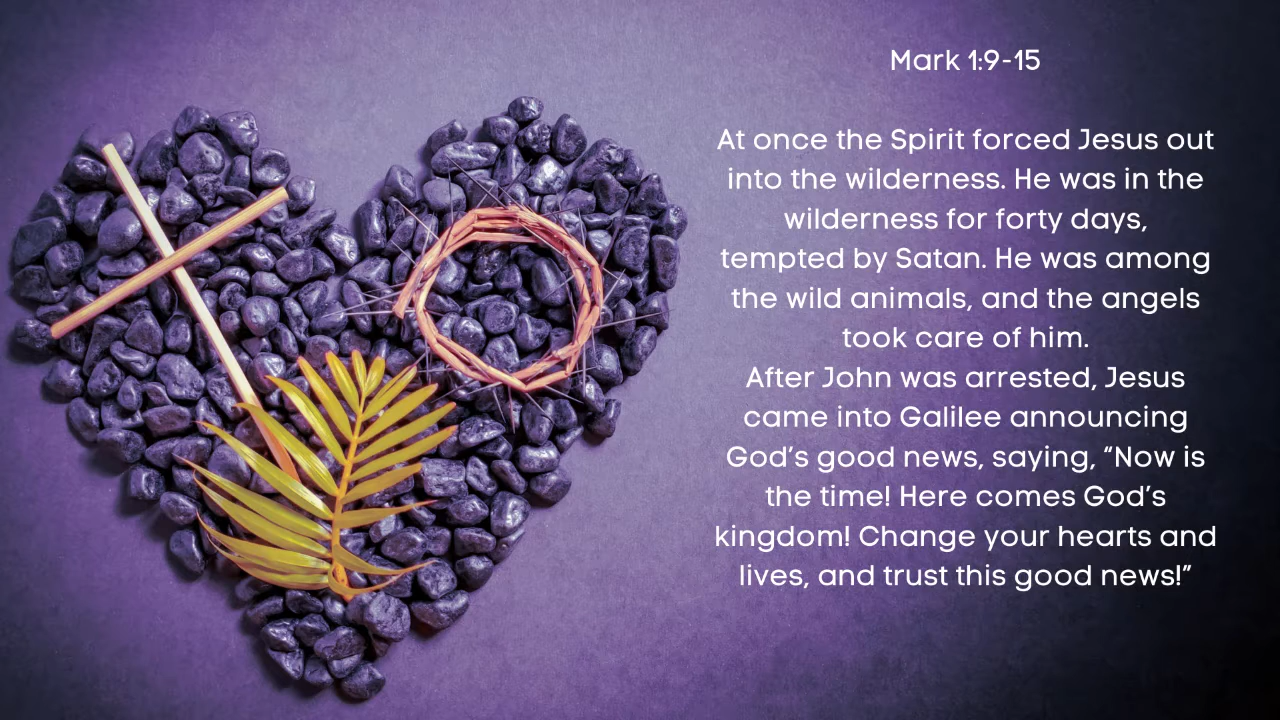 Mark 1:9-15
At once the Spirit forced Jesus out
into the wilderness. He was in the
wilderness for forty days,
tempted by Satan. He was among
the wild animals, and the angels
took care of him.
After John was arrested, Jesus
came into Galilee announcing
God’s good news, saying, “Now is
the time! Here comes God’s
kingdom! Change your hearts and
lives, and trust this good news!”